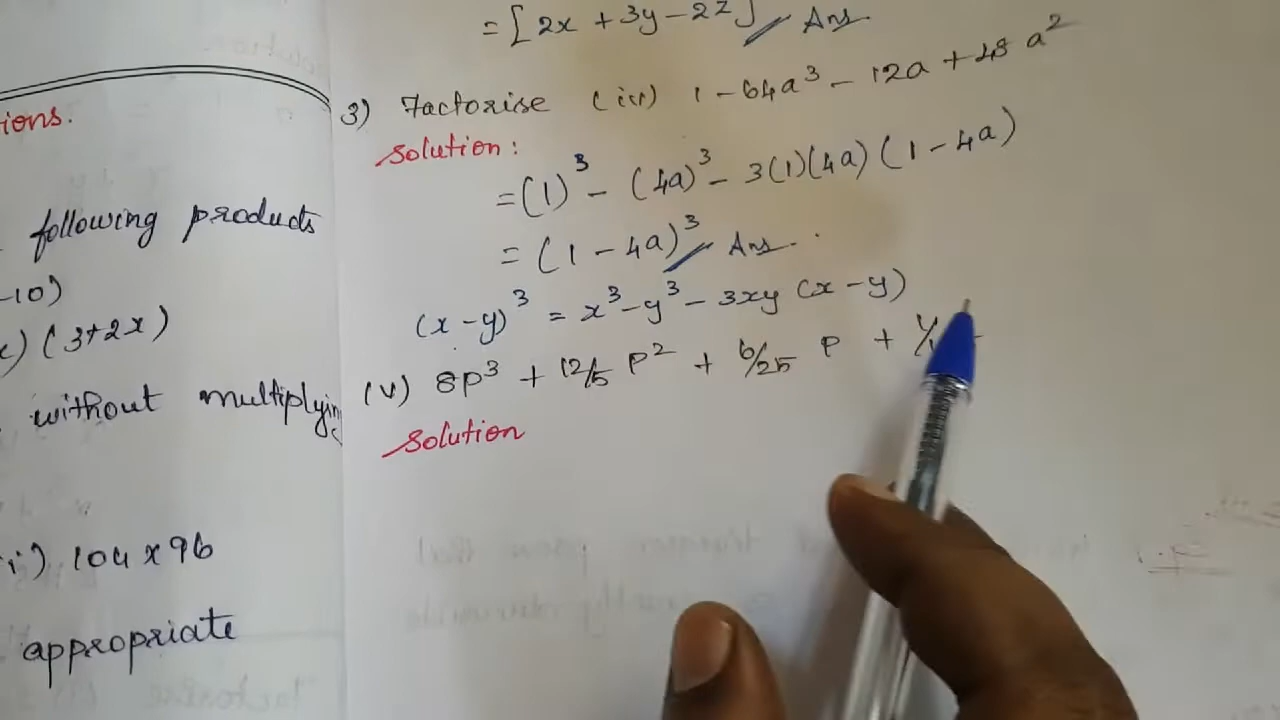 = [2x + 3y - 2z] Ans.
3) Factorise (iv) 1 - 64a³ - 12a + 48a²
Solution:
= (1)³ - (4a)³ - 3(1)(4a)(1 - 4a)
= (1 - 4a)³ Ans.
(x - y)³ = x³ - y³ - 3xy (x - y)
(v) 8p³ + 12/5 p² + 6/25 p +
Solution
ions.
following products
-10)
(3+2x)
without multiplying
104 x 96
appropriate